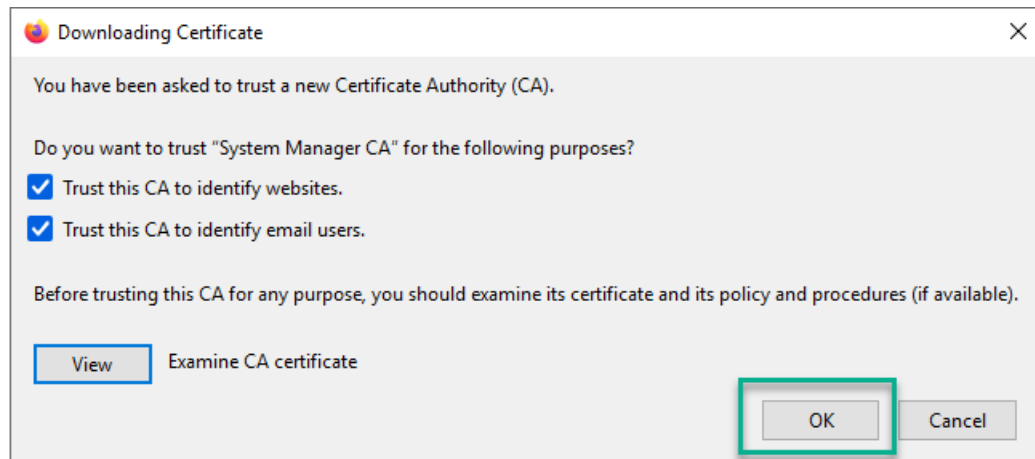 Downloading Certificate
You have been asked to trust a new Certificate Authority (CA).
Do you want to trust “System Manager CA” for the following purposes?
Trust this CA to identify websites.
Trust this CA to identify email users.
Before trusting this CA for any purpose, you should examine its certificate and its policy and procedures (if available).
View Examine CA certificate
OK Cancel